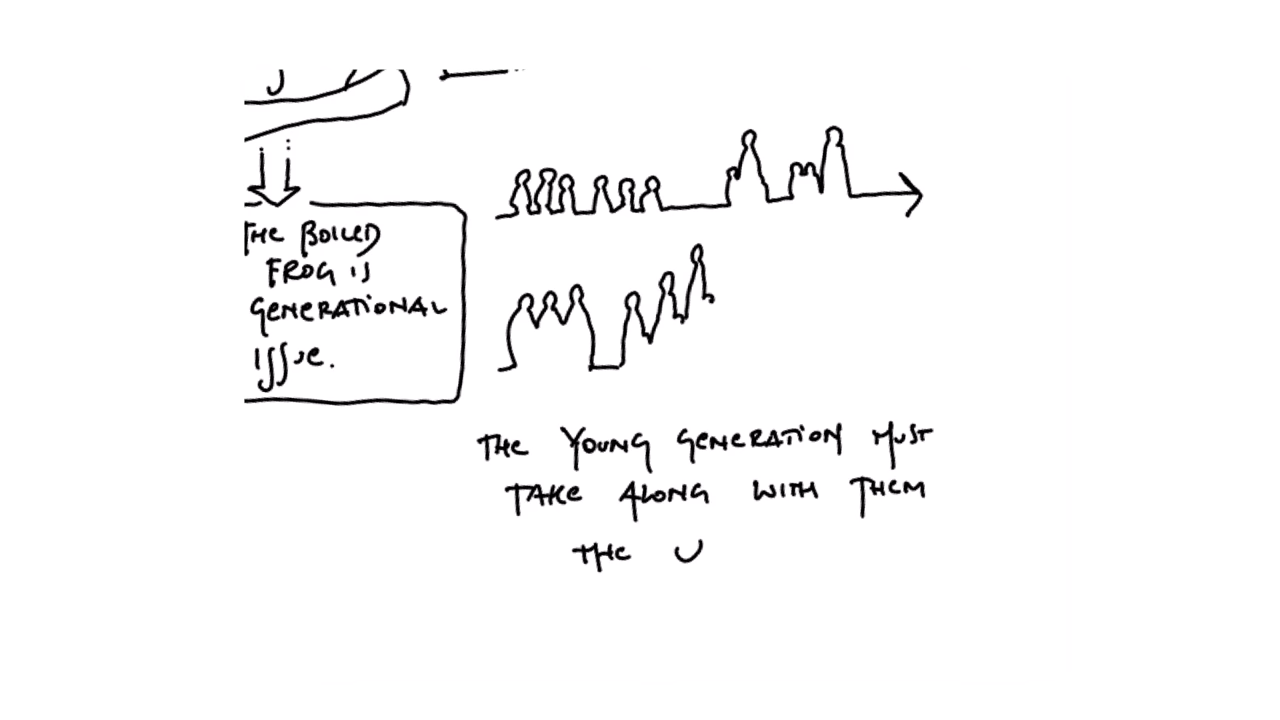 THE BOILED
FROG IS
GENERATIONAL
ISSUE.
THE YOUNG GENERATION MUST
TAKE ALONG WITH THEM
THE U